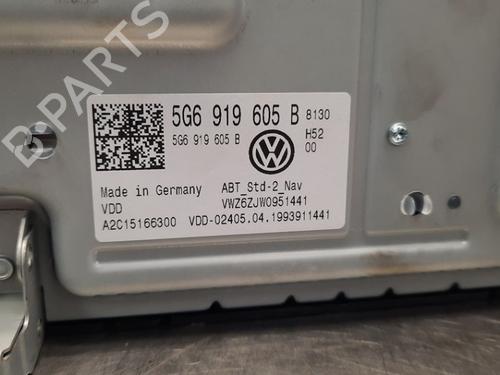 5G6 919 605 B 8130
5G6 919 605 B H52
00
Made in Germany ABT_Std-2_Nav
VDD VWZ6ZJW0951441
A2C15166300 VDD-02405.04.1993911441
B PARTS